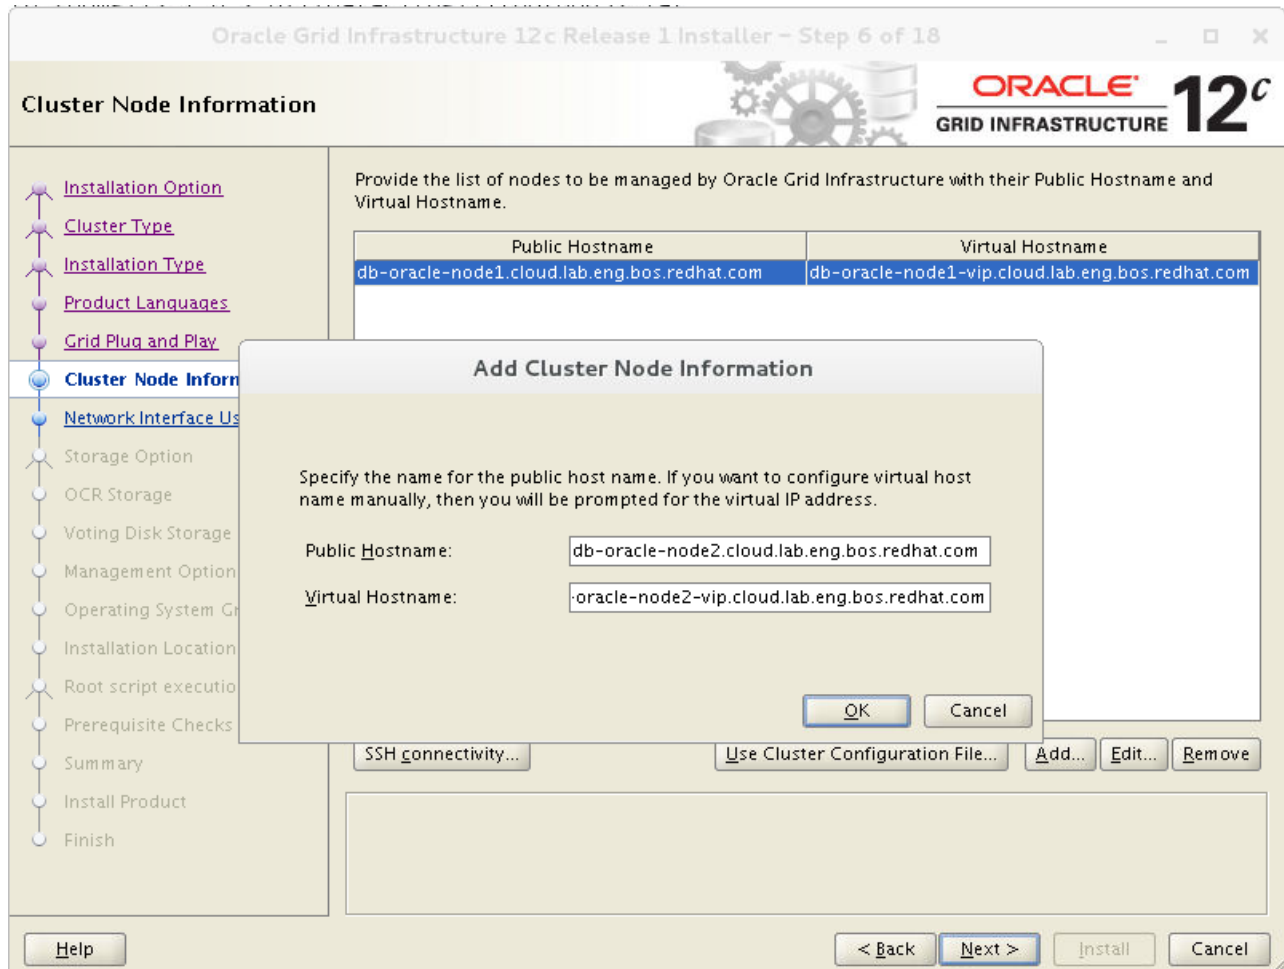 Oracle Grid Infrastructure 12c Release 1 Installer – Step 6 of 18
Cluster Node Information
ORACLE
GRID INFRASTRUCTURE
12c
Installation Option
Cluster Type
Installation Type
Product Languages
Grid Plug and Play
Cluster Node Inform
Network Interface Us
Storage Option
OCR Storage
Voting Disk Storage
Management Option
Operating System Gr
Installation Location
Root script executio
Prerequisite Checks
Summary
Install Product
Finish
Provide the list of nodes to be managed by Oracle Grid Infrastructure with their Public Hostname and
Virtual Hostname.
Public Hostname Virtual Hostname
db-oracle-node1.cloud.lab.eng.bos.redhat.com db-oracle-node1-vip.cloud.lab.eng.bos.redhat.com
Add Cluster Node Information
Specify the name for the public host name. If you want to configure virtual host
name manually, then you will be prompted for the virtual IP address.
Public Hostname: db-oracle-node2.cloud.lab.eng.bos.redhat.com
Virtual Hostname: -oracle-node2-vip.cloud.lab.eng.bos.redhat.com
OK Cancel
SSH connectivity... Use Cluster Configuration File... Add... Edit... Remove
Help < Back Next > Install Cancel